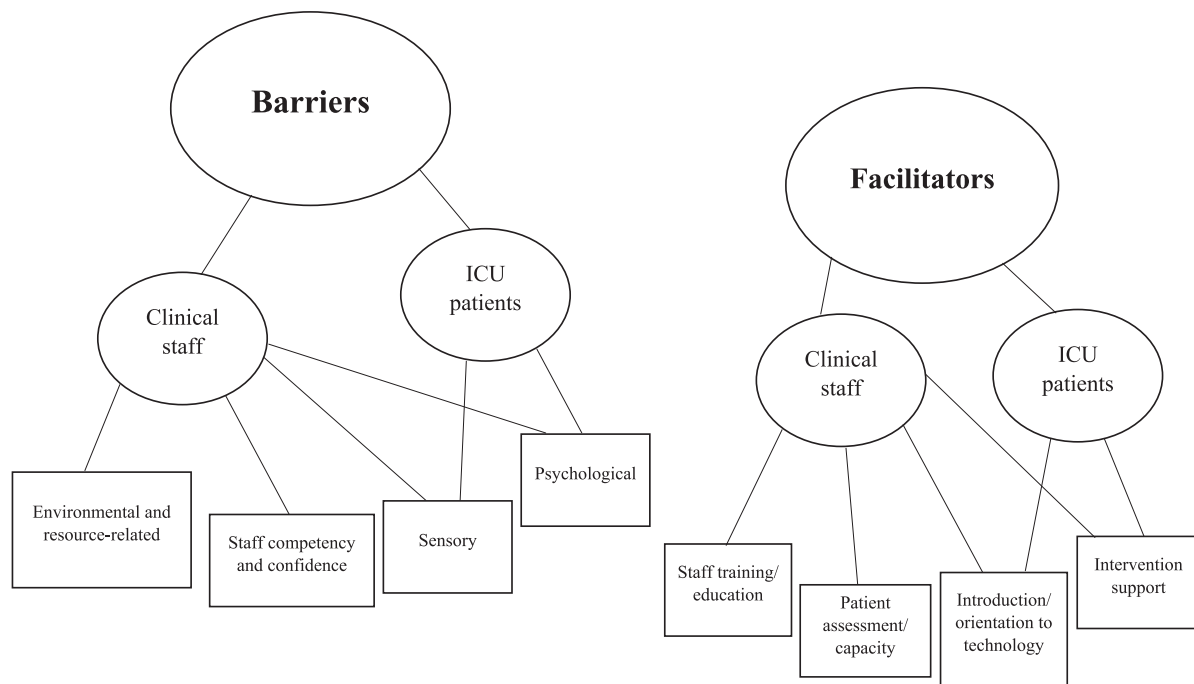 Barriers
Clinical
staff
ICU
patients
Environmental and
resource-related
Staff competency
and confidence
Sensory
Psychological
Facilitators
Clinical
staff
ICU
patients
Staff training/
education
Patient
assessment/
capacity
Introduction/
orientation to
technology
Intervention
support